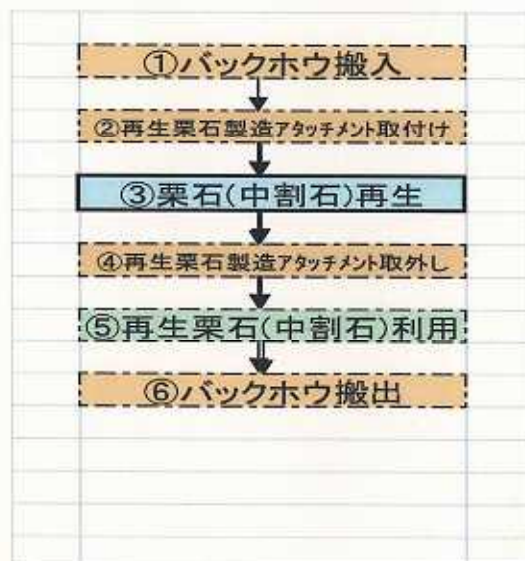 ①バックホウ搬入
②再生栗石製造アタッチメント取付け
③栗石(中割石)再生
④再生栗石製造アタッチメント取外し
⑤再生栗石(中割石)利用
⑥バックホウ搬出